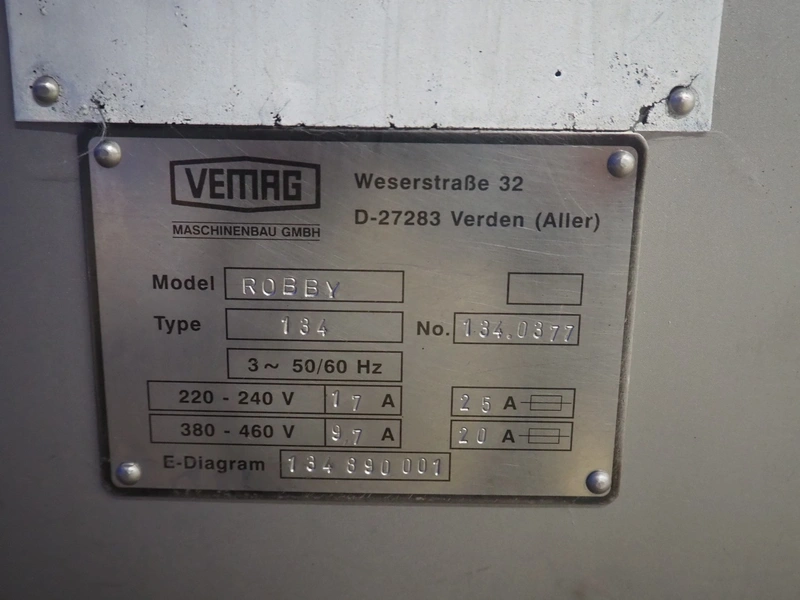 VEMAG
MASCHINENBAU GMBH
Weserstraße 32
D-27283 Verden (Aller)
Model ROBBY
Type 134 No. 134.0377
3 ~ 50/60 Hz
220 - 240 V 17 A 25 A
380 - 460 V 9.7 A 20 A
E-Diagram 134 890 001